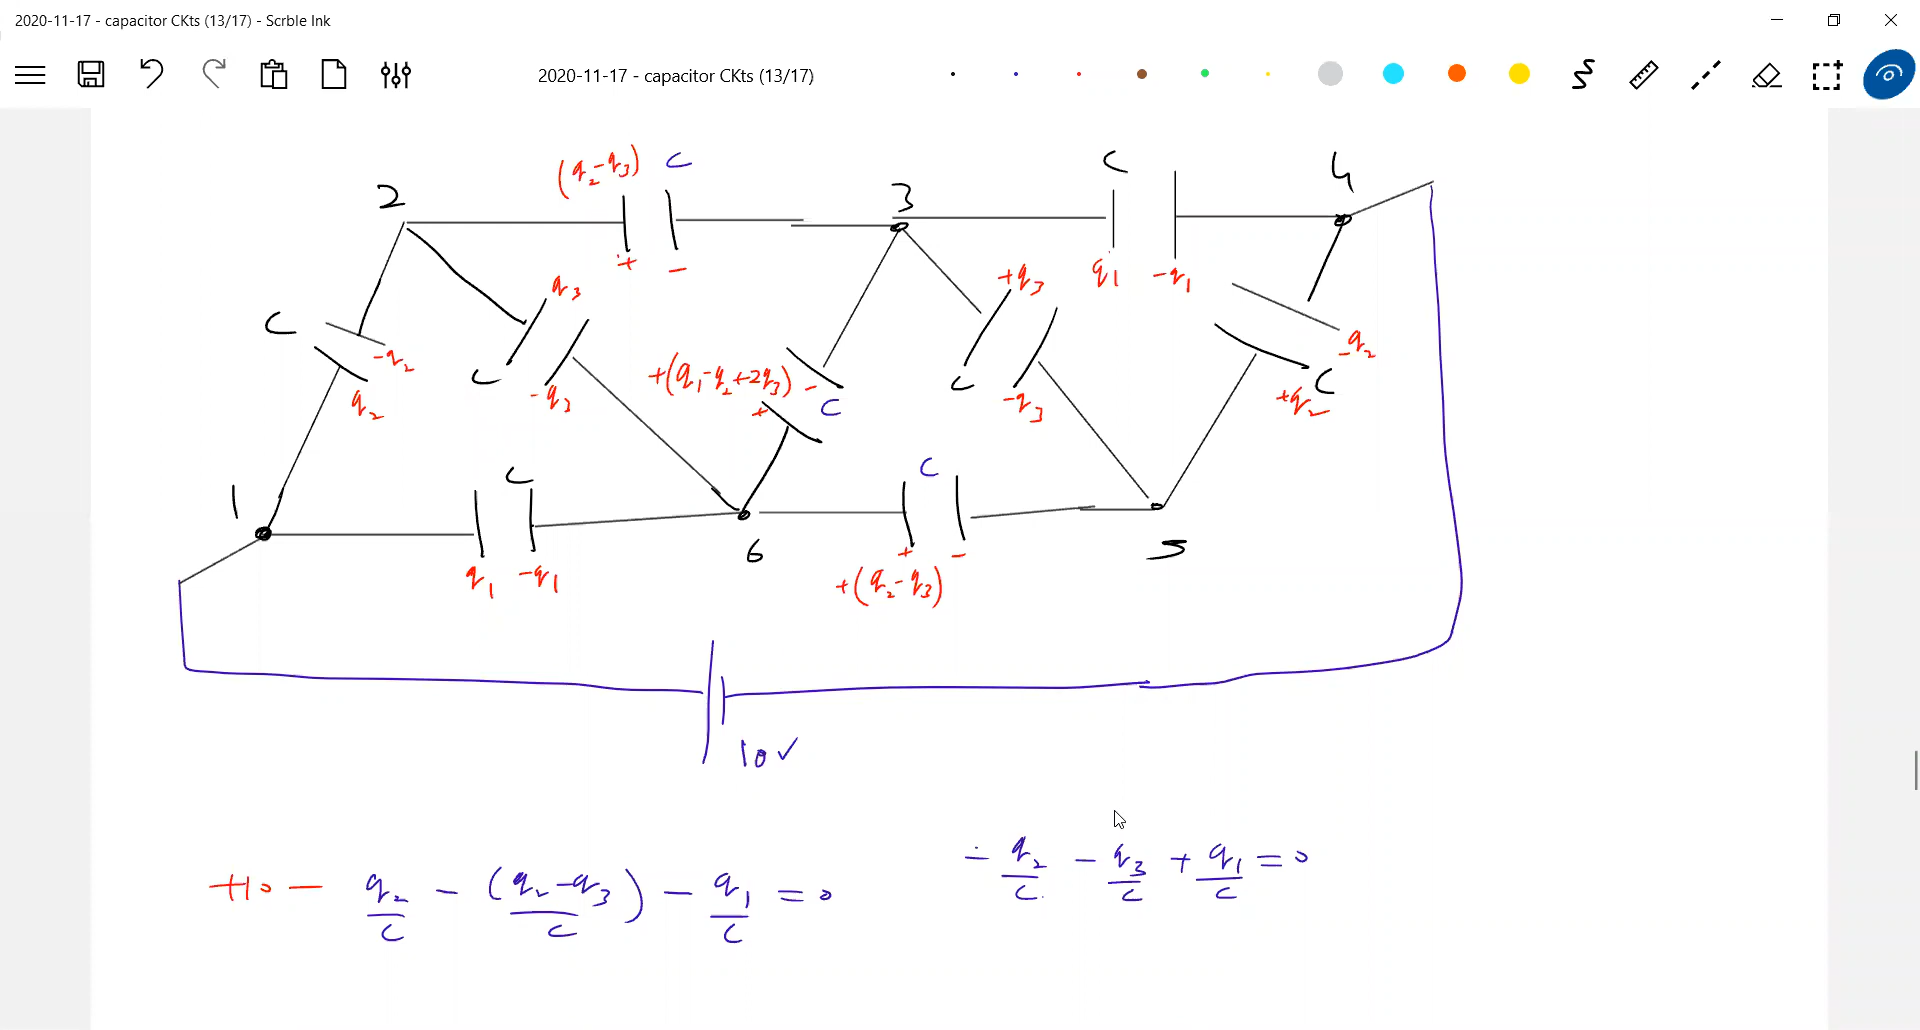 2020-11-17 - capacitor CKts (13/17) - Scrble Ink
2020-11-17 - capacitor CKts (13/17)
(q₂-q₃) C
2
3
C
4
+ -
q₃
+q₃
q₁ -q₁
C
-q₂
q₂
C
-q₃
+(q₁-q₂+2q₃) -
+
C
C
-q₃
-q₂
C
+q₂
1
C
C
6
5
q₁ -q₁
+ -
+(q₂-q₃)
10V
+10 - q₂/C - (q₂-q₃)/C - q₁/C = 0
- q₂/C - q₃/C + q₁/C = 0